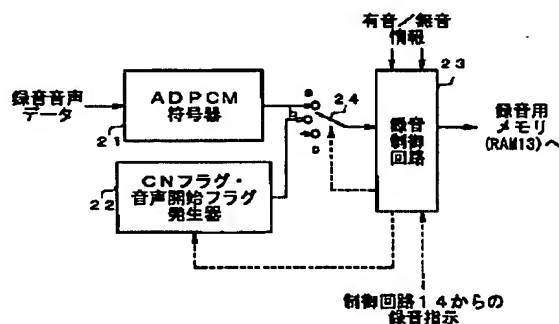 有音/無音
情報
23
録音音声
データ
ADPCM
符号器
21
24
録音
制御
回路
録音用
メモリ
(RAM13)へ
CNフラグ・
音声開始フラグ
発生器
22
制御回路14からの
録音指示